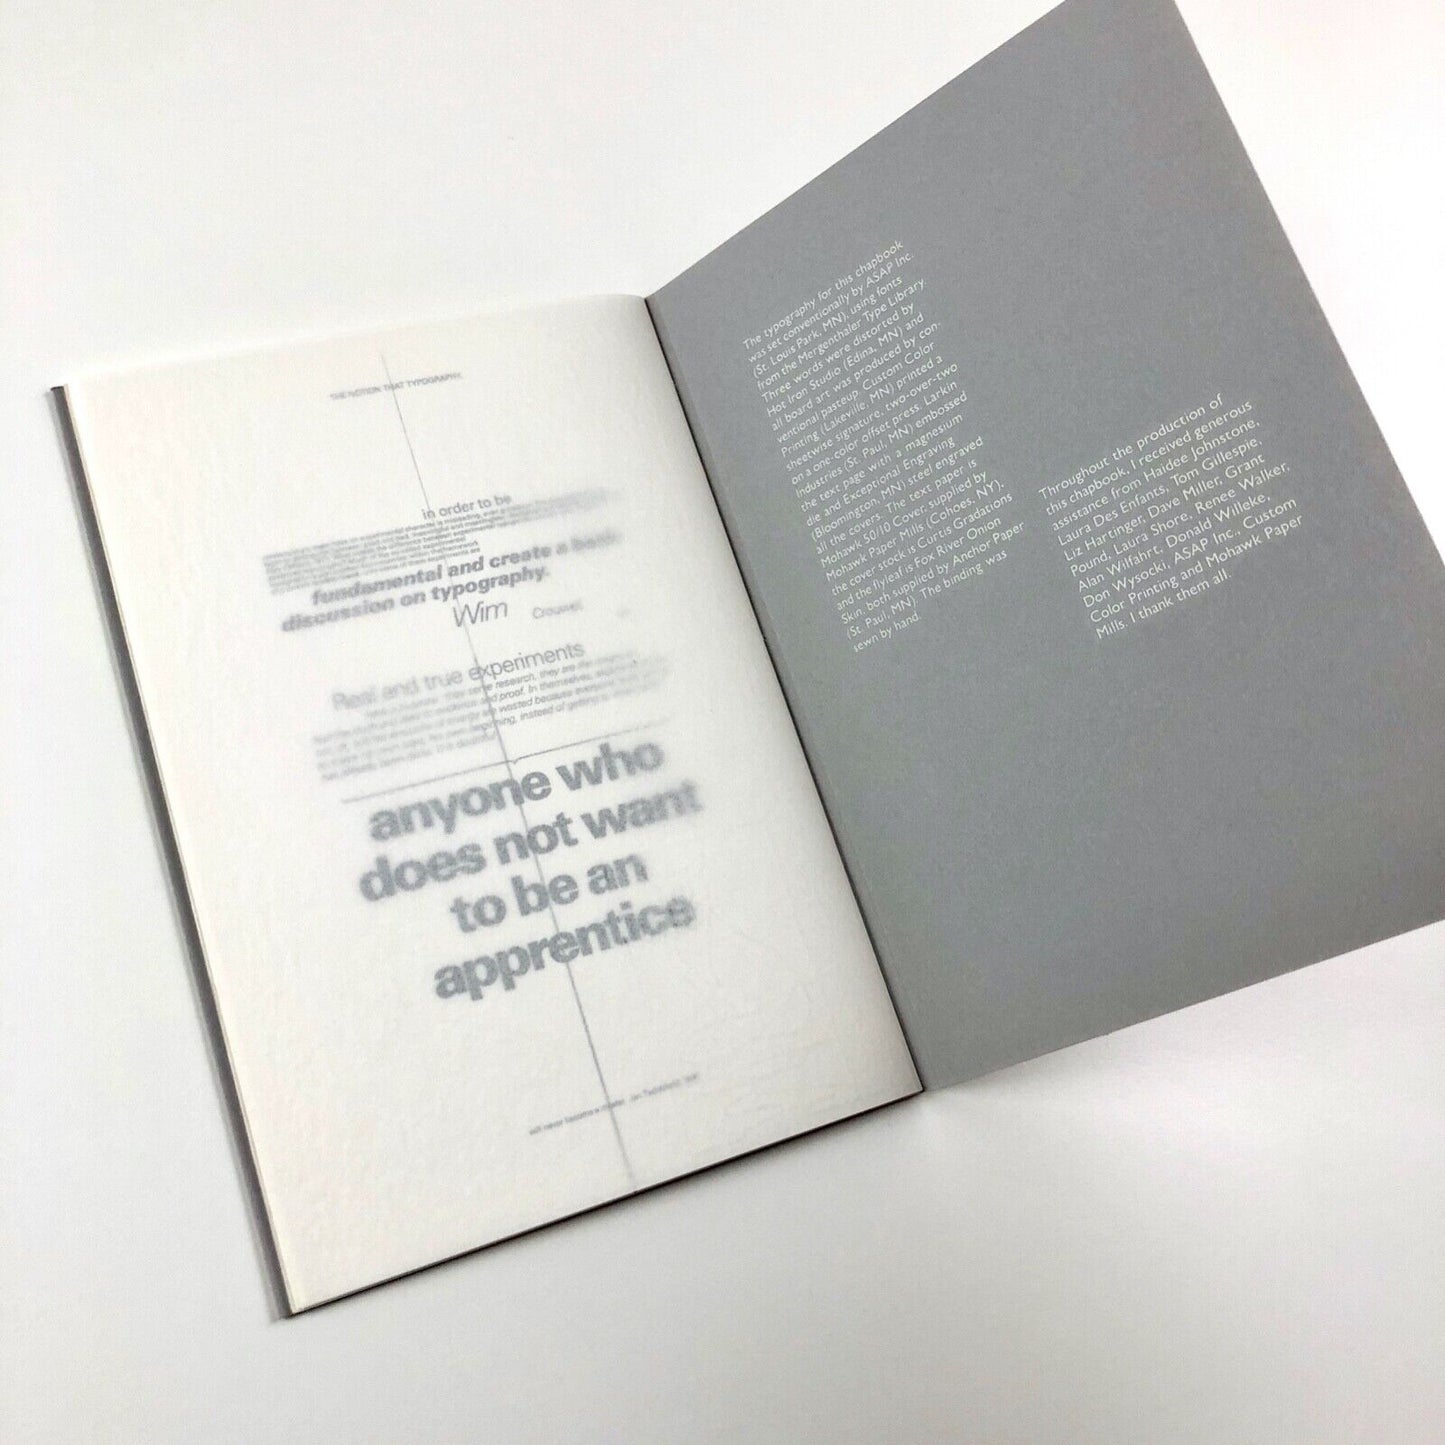 THE NOTION THAT TYPOGRAPHY,
in order to be
fundamental and create a basic
discussion on typography.
Wim Crouwel
Real and true experiments
anyone who
does not want
to be an
apprentice
will never become a master. Jan Tschichold,
The typography for this chapbook
was set conventionally by ASAP Inc.
(St. Louis Park, MN), using fonts
from the Mergenthaler Type Library
Three words were distorted by
Hot Iron Studio (Edina, MN) and
all board art was produced by con-
ventional pasteup. Custom Color
Printing (Lakeville, MN) printed a
sheetwise signature, two-over-two
on a one-color offset press. Larkin
Industries (St. Paul, MN) embossed
the text page with a magnesium
die and Exceptional Engraving
(Bloomington, MN) steel engraved
all the covers. The text paper is
Mohawk 50/10 Cover, supplied by
Mohawk Paper Mills (Cohoes, NY),
the cover stock is Curtis Gradations
and the flyleaf is Fox River Onion
Skin, both supplied by Anchor Paper
(St. Paul, MN). The binding was
sewn by hand.
Throughout the production of
this chapbook, I received generous
assistance from Haidee Johnstone,
Laura Des Enfants, Tom Gillespie,
Liz Hartinger, Dave Miller, Grant
Pound, Laura Shore, Renee Walker,
Alan Wilfahrt, Donald Willeke,
Don Wysocki, ASAP Inc., Custom
Color Printing and Mohawk Paper
Mills. I thank them all.